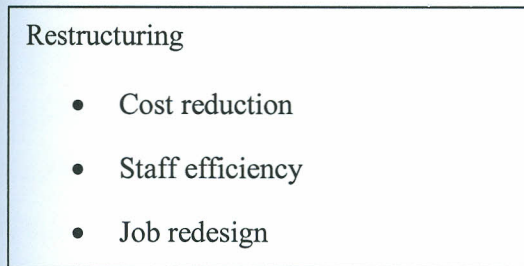 Restructuring
• Cost reduction
• Staff efficiency
• Job redesign